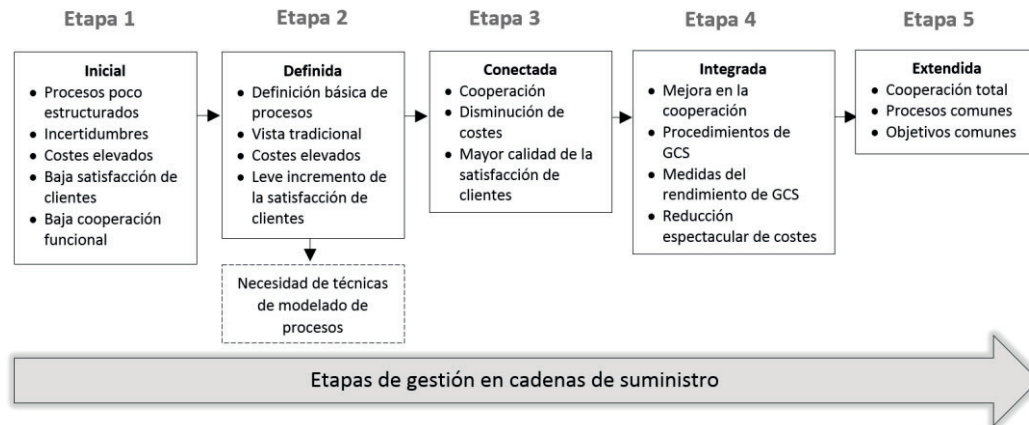 Etapa 1
Inicial
• Procesos poco
estructurados
• Incertidumbres
• Costes elevados
• Baja satisfacción de
clientes
• Baja cooperación
funcional
Etapa 2
Definida
• Definición básica de
procesos
• Vista tradicional
• Costes elevados
• Leve incremento de
la satisfacción de
clientes
Necesidad de técnicas
de modelado de
procesos
Etapa 3
Conectada
• Cooperación
• Disminución de
costes
• Mayor calidad de la
satisfacción de
clientes
Etapa 4
Integrada
• Mejora en la
cooperación
• Procedimientos de
GCS
• Medidas del
rendimiento de GCS
• Reducción
espectacular de costes
Etapa 5
Extendida
• Cooperación total
• Procesos comunes
• Objetivos comunes
Etapas de gestión en cadenas de suministro